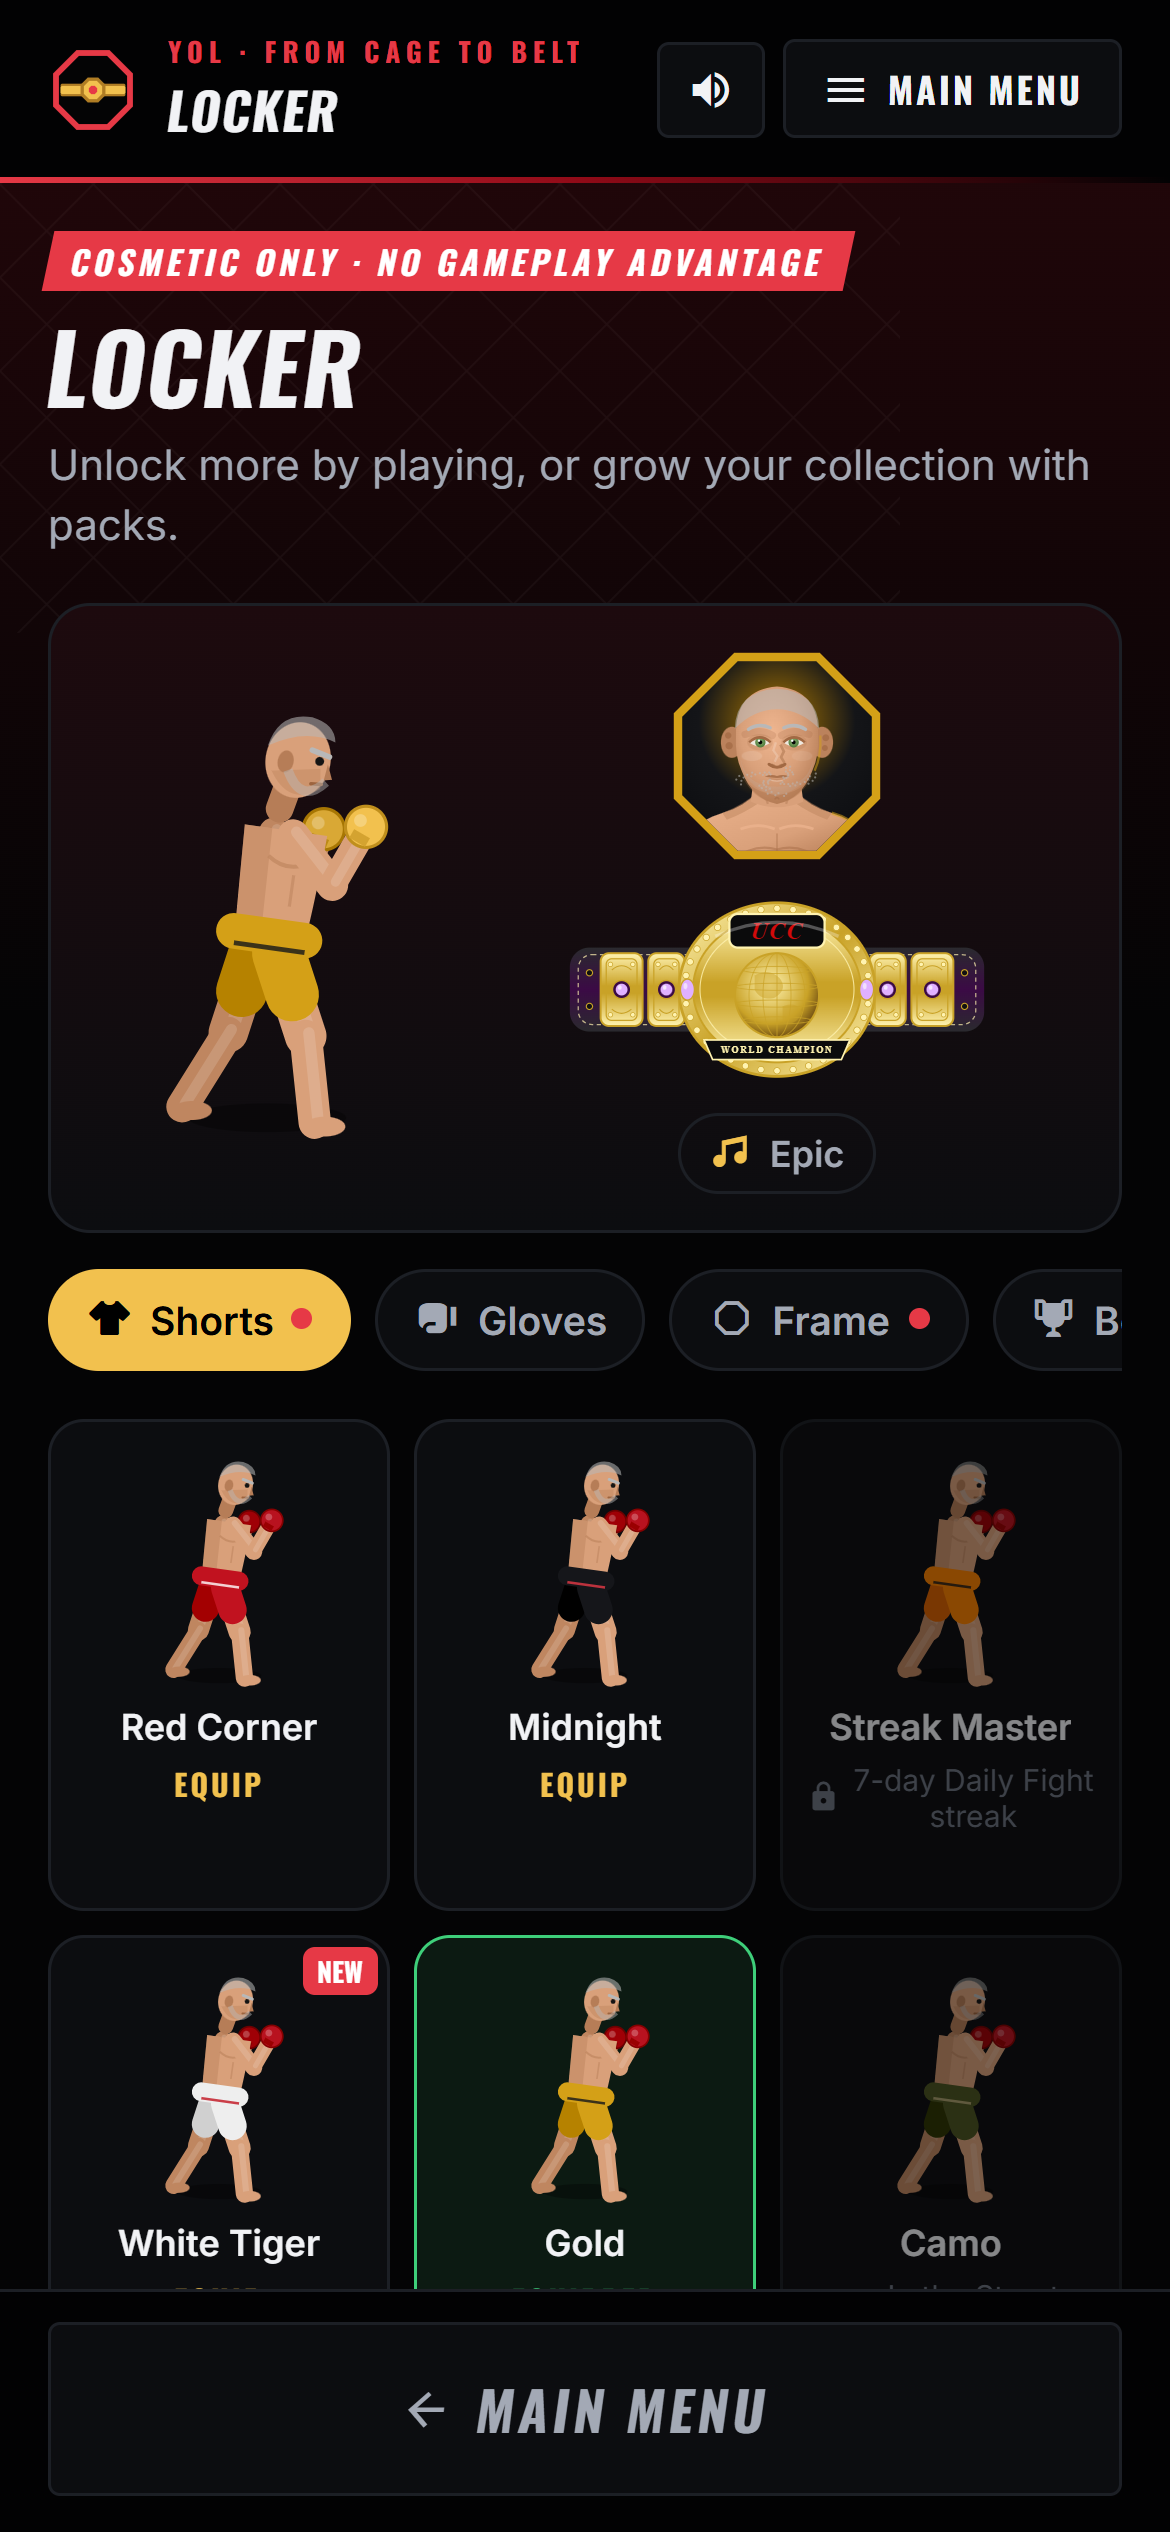 YOL · FROM CAGE TO BELT
LOCKER
MAIN MENU
COSMETIC ONLY · NO GAMEPLAY ADVANTAGE
LOCKER
Unlock more by playing, or grow your collection with
packs.
UCC
WORLD CHAMPION
Epic
Shorts
Gloves
Frame
Red Corner
EQUIP
Midnight
EQUIP
Streak Master
7-day Daily Fight
streak
NEW
White Tiger
Gold
Camo
MAIN MENU